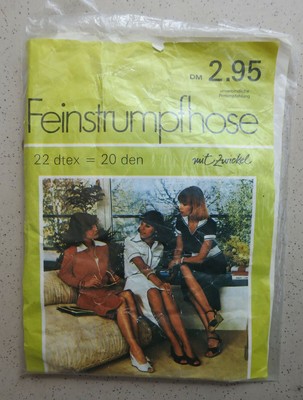 DM 2.95
Feinstrumpfhose
22 dtex = 20 den
mit Zwickel